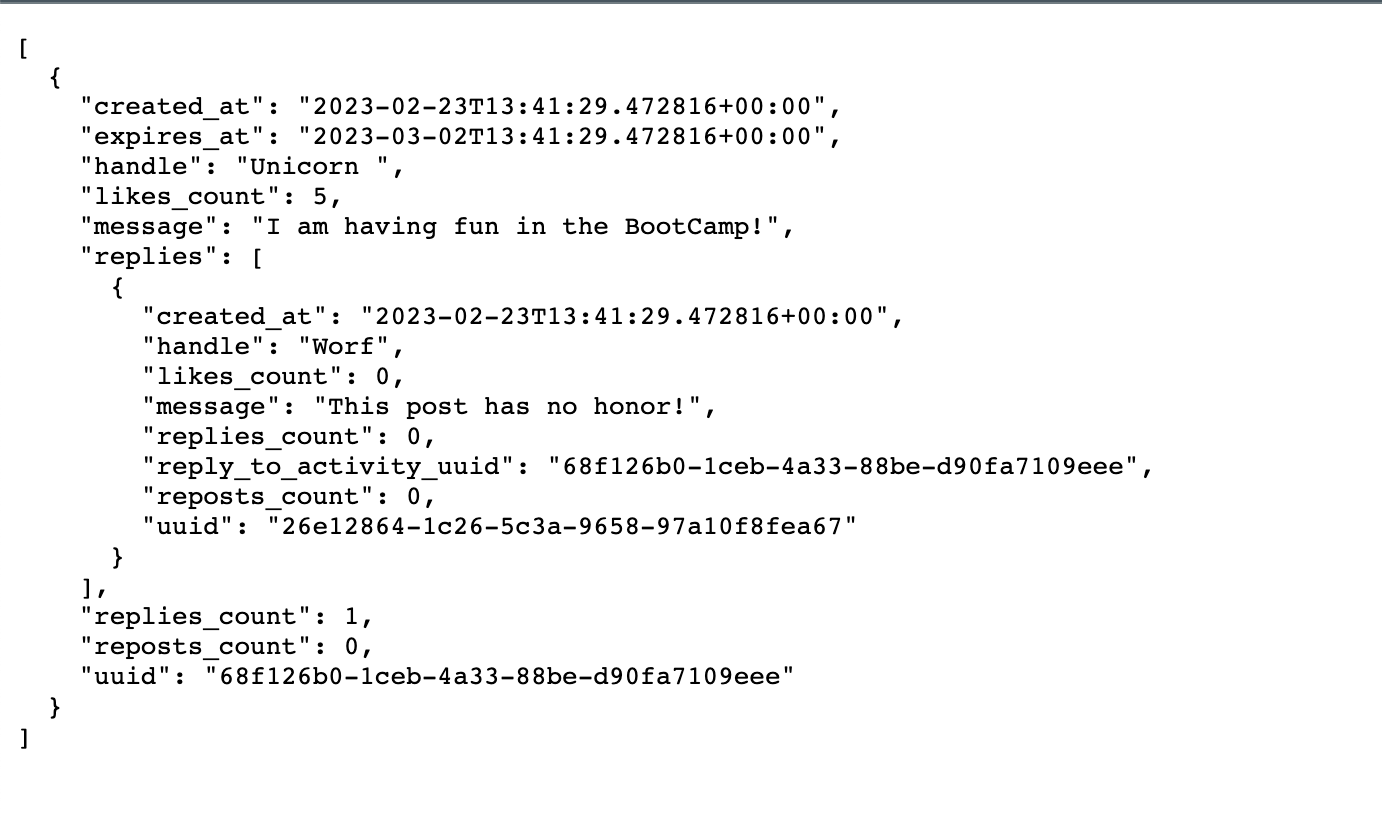 [
  {
    "created_at": "2023-02-23T13:41:29.472816+00:00",
    "expires_at": "2023-03-02T13:41:29.472816+00:00",
    "handle": "Unicorn ",
    "likes_count": 5,
    "message": "I am having fun in the BootCamp!",
    "replies": [
      {
        "created_at": "2023-02-23T13:41:29.472816+00:00",
        "handle": "Worf",
        "likes_count": 0,
        "message": "This post has no honor!",
        "replies_count": 0,
        "reply_to_activity_uuid": "68f126b0-1ceb-4a33-88be-d90fa7109eee",
        "reposts_count": 0,
        "uuid": "26e12864-1c26-5c3a-9658-97a10f8fea67"
      }
    ],
    "replies_count": 1,
    "reposts_count": 0,
    "uuid": "68f126b0-1ceb-4a33-88be-d90fa7109eee"
  }
]